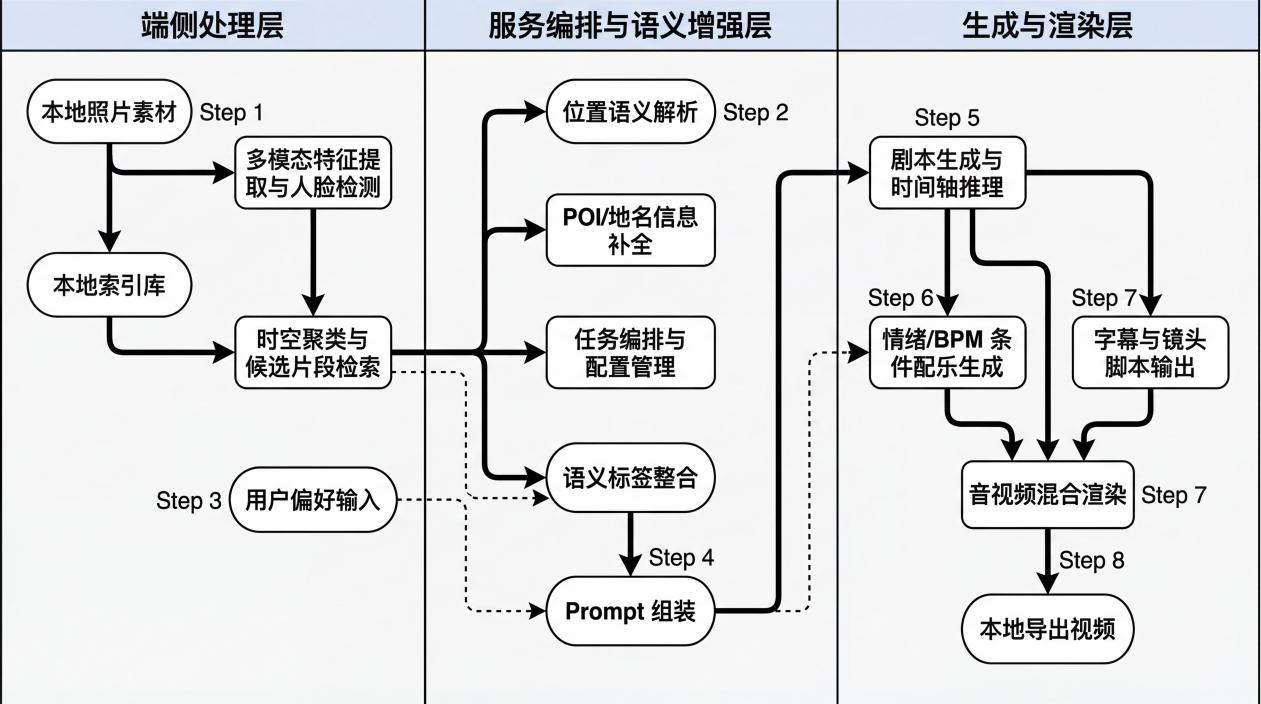 端侧处理层
服务编排与语义增强层
生成与渲染层
本地照片素材
Step 1
多模态特征提
取与人脸检测
本地索引库
时空聚类与
候选片段检索
Step 3
用户偏好输入
位置语义解析
Step 2
POI/地名信息
补全
任务编排与
配置管理
语义标签整合
Step 4
Prompt 组装
Step 5
剧本生成与
时间轴推理
Step 6
情绪/BPM 条
件配乐生成
Step 7
字幕与镜头
脚本输出
音视频混合渲染
Step 7
Step 8
本地导出视频